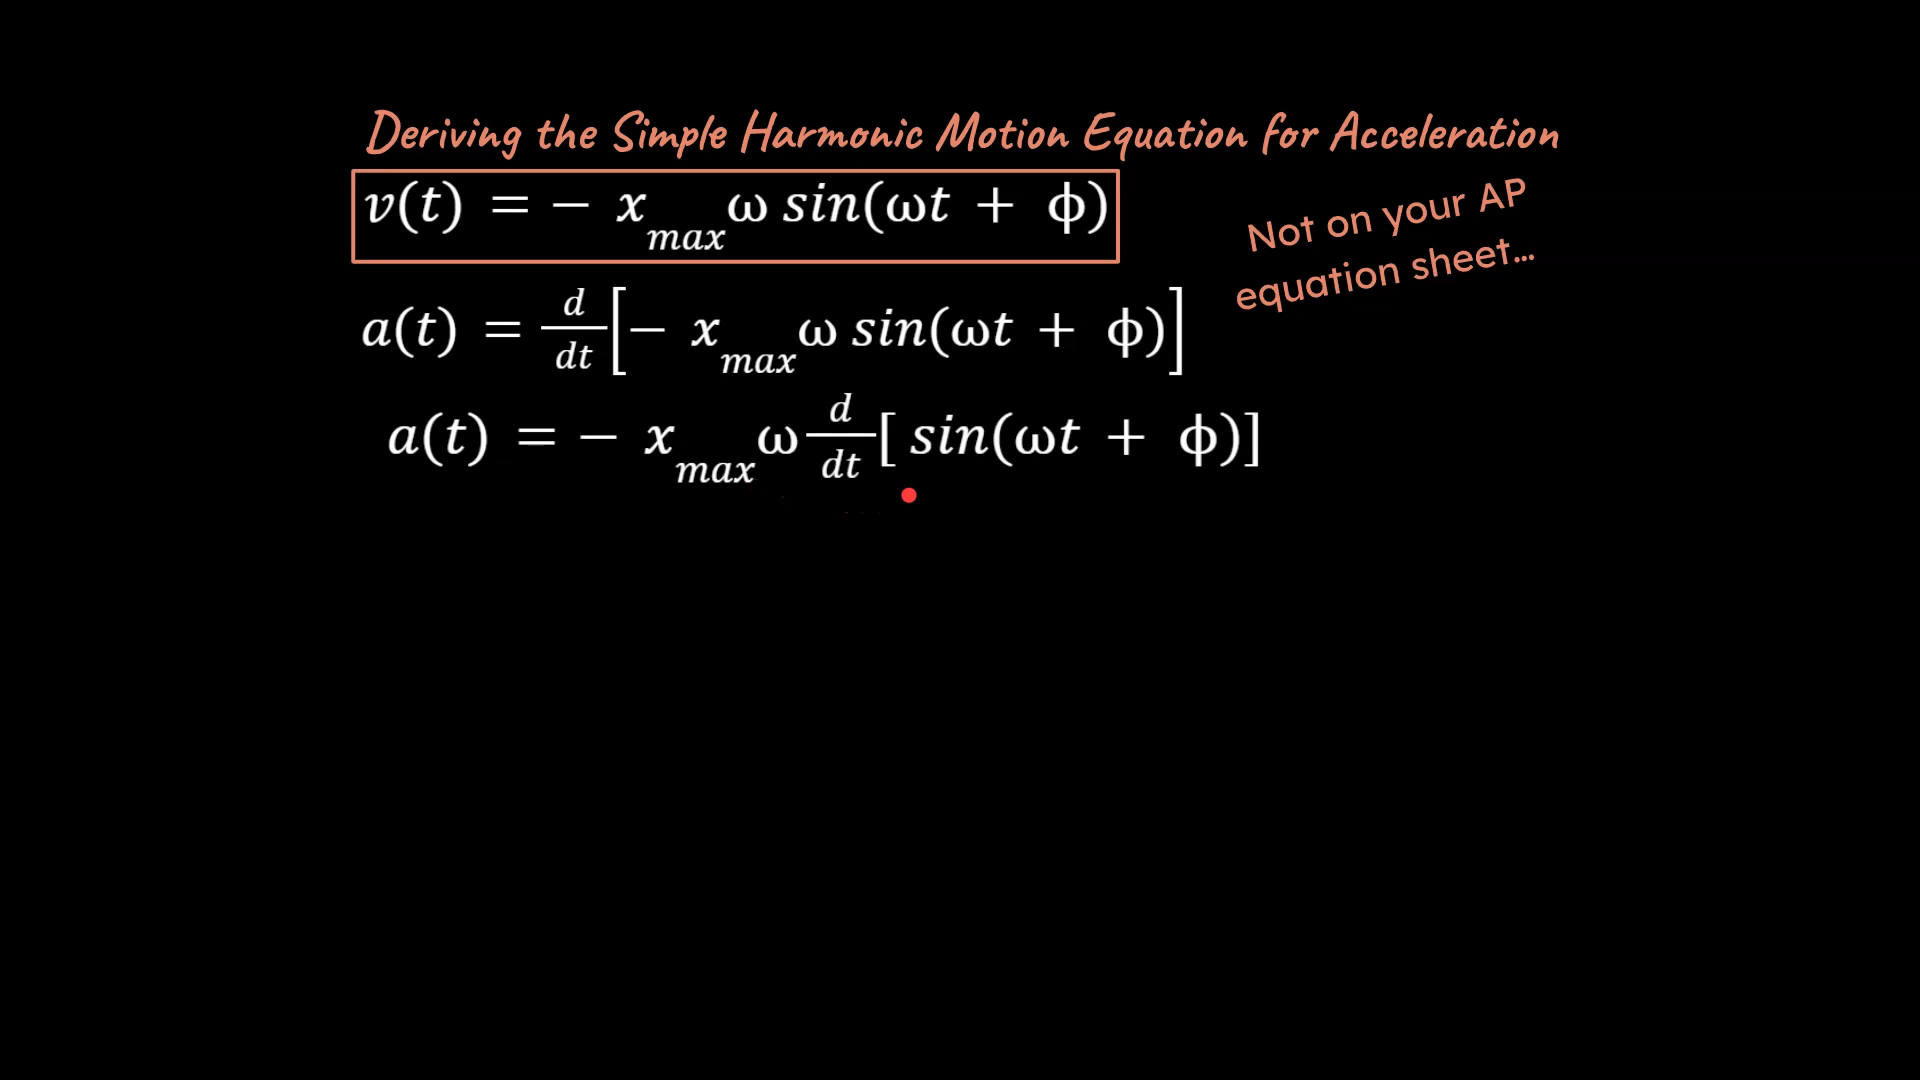 Deriving the Simple Harmonic Motion Equation for Acceleration
v(t) = − x_max ω sin(ωt + ϕ)
Not on your AP
equation sheet...
a(t) = d/dt [− x_max ω sin(ωt + ϕ)]
a(t) = − x_max ω d/dt [ sin(ωt + ϕ)]